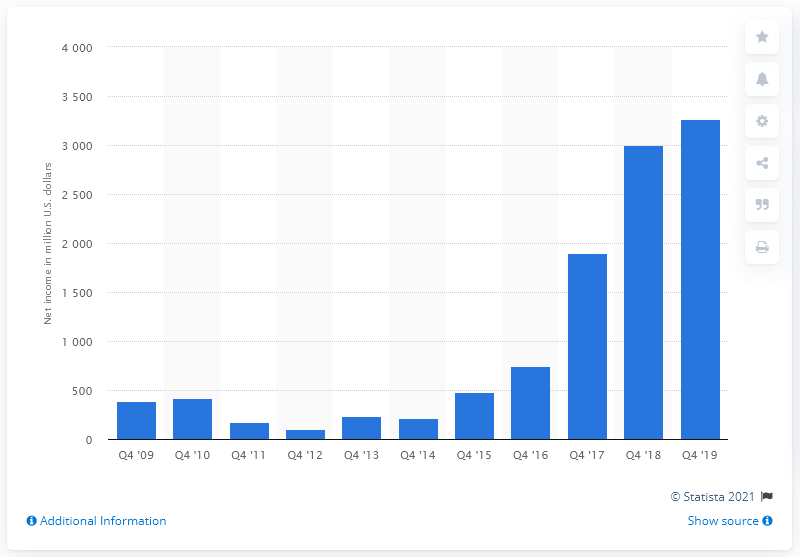 4 000
3 500
3 000
2 500
2 000
1 500
1 000
500
0
Net income in million U.S. dollars
Q4 '09 Q4 '10 Q4 '11 Q4 '12 Q4 '13 Q4 '14 Q4 '15 Q4 '16 Q4 '17 Q4 '18 Q4 '19
© Statista 2021
Additional Information
Show source